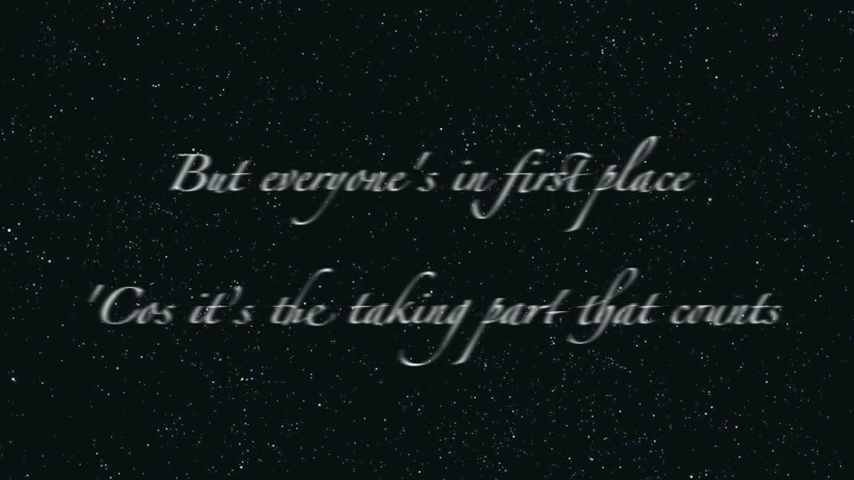 But everyone's in first place
'Cos it's the taking part that counts